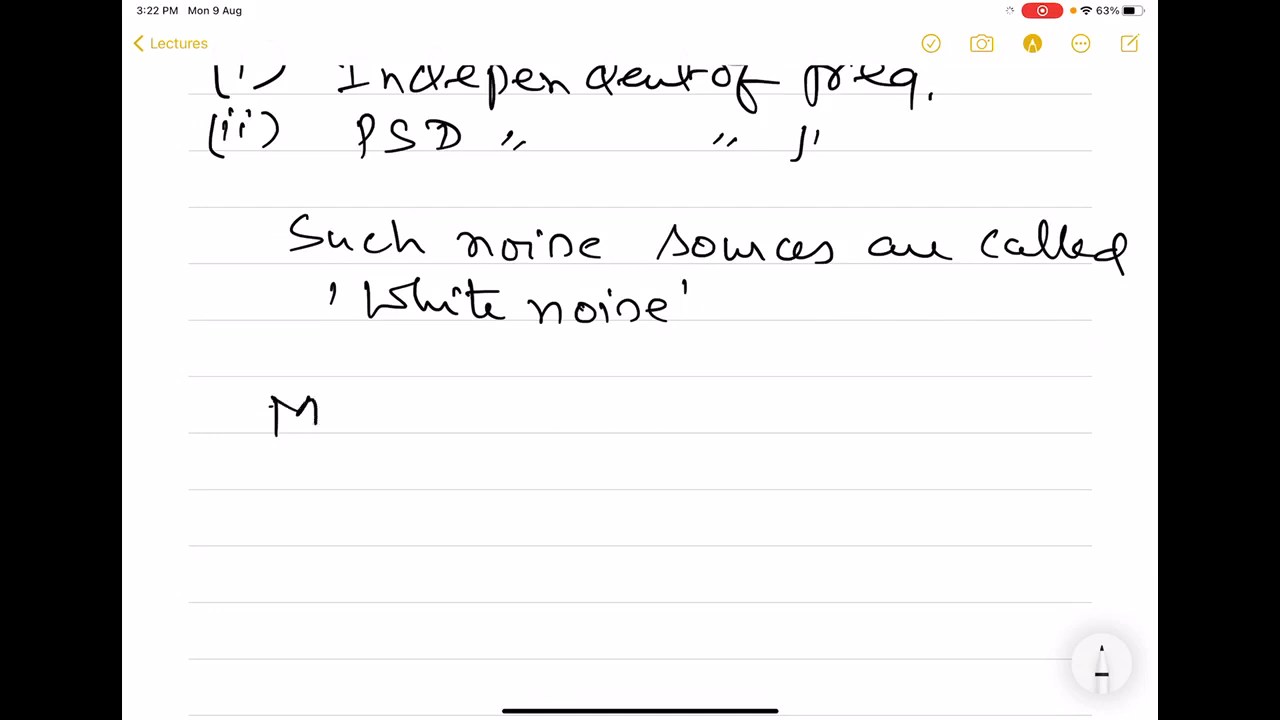 3:22 PM Mon 9 Aug 63%
Lectures
(i) Independent of freq.
(ii) PSD " " "
Such noise sources are called
'White noise'
M